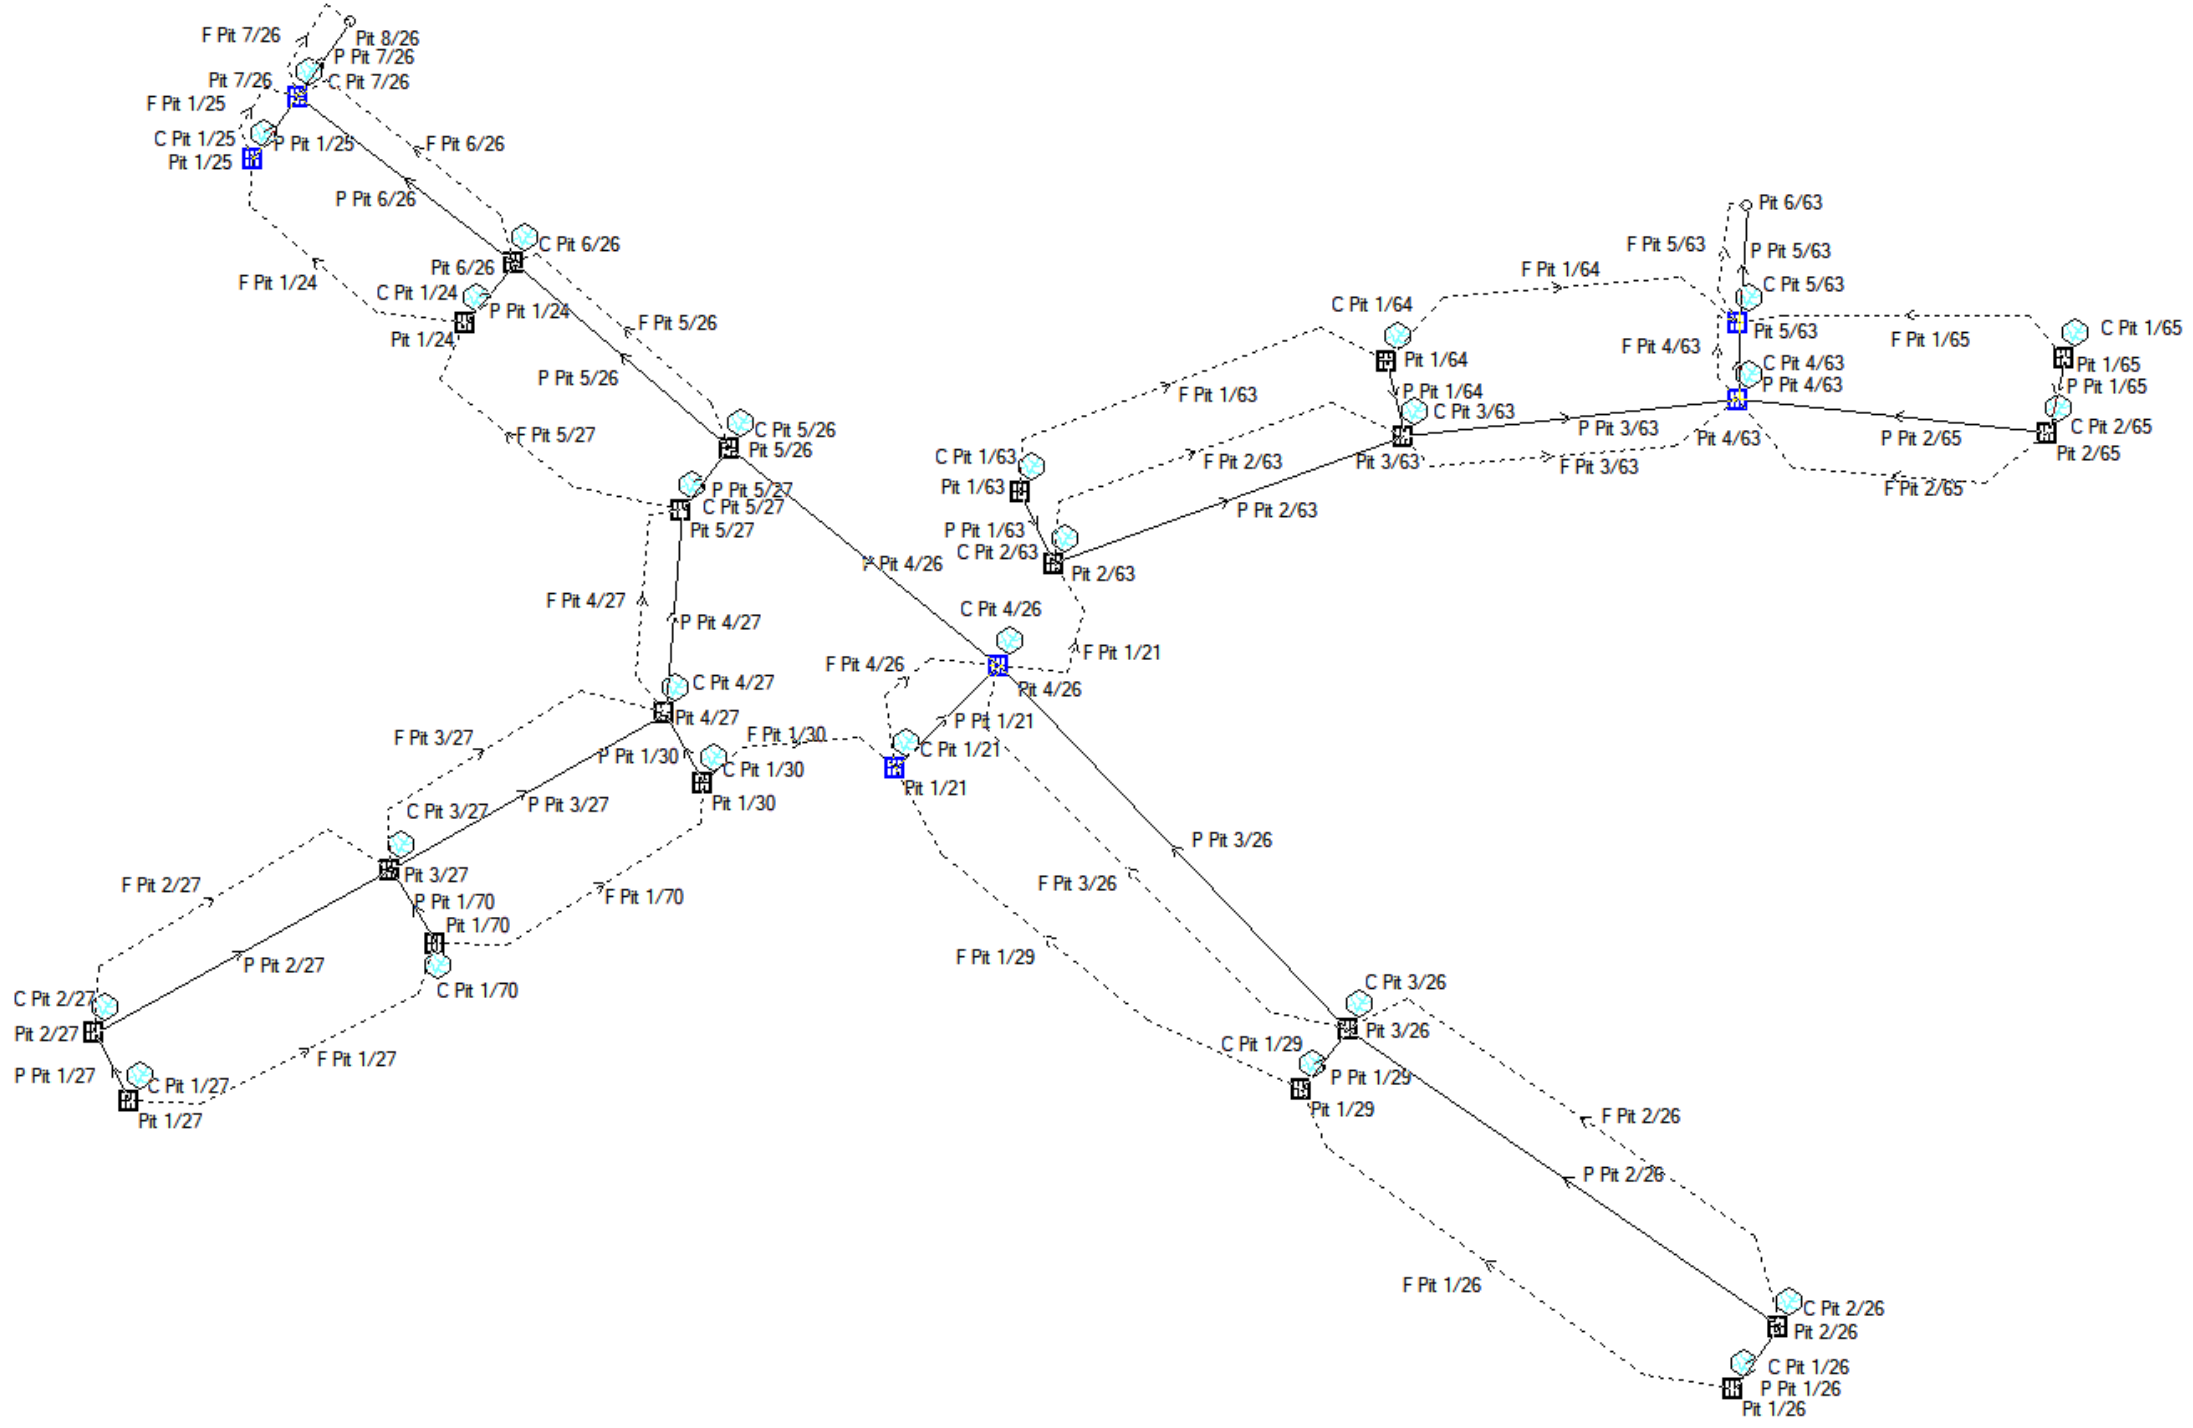 F Pit 7/26
Pit 8/26
P Pit 7/26
Pit 7/26
C Pit 7/26
F Pit 1/25
C Pit 1/25
P Pit 1/25
Pit 1/25
F Pit 6/26
P Pit 6/26
C Pit 6/26
Pit 6/26
F Pit 1/24
C Pit 1/24
P Pit 1/24
Pit 1/24
F Pit 5/26
P Pit 5/26
F Pit 5/27
C Pit 5/26
Pit 5/26
P Pit 5/27
C Pit 5/27
Pit 5/27
P Pit 4/26
F Pit 4/27
P Pit 4/27
C Pit 4/26
F Pit 4/26
Pit 4/26
F Pit 1/21
P Pit 1/21
C Pit 1/21
Pit 1/21
C Pit 4/27
Pit 4/27
F Pit 3/27
F Pit 1/30
P Pit 1/30
C Pit 1/30
Pit 1/30
C Pit 3/27
P Pit 3/27
Pit 3/27
F Pit 2/27
P Pit 1/70
F Pit 1/70
Pit 1/70
C Pit 1/70
P Pit 2/27
C Pit 2/27
Pit 2/27
P Pit 1/27
C Pit 1/27
F Pit 1/27
Pit 1/27
Pit 6/63
F Pit 5/63
P Pit 5/63
C Pit 5/63
F Pit 1/64
C Pit 1/64
Pit 5/63
F Pit 4/63
F Pit 1/65
C Pit 1/65
Pit 1/65
Pit 1/64
C Pit 4/63
P Pit 4/63
P Pit 1/65
P Pit 1/64
F Pit 1/63
C Pit 3/63
P Pit 3/63
Pit 4/63
P Pit 2/65
C Pit 2/65
Pit 2/65
C Pit 1/63
F Pit 2/63
Pit 3/63
F Pit 3/63
F Pit 2/65
Pit 1/63
P Pit 2/63
P Pit 1/63
C Pit 2/63
Pit 2/63
P Pit 3/26
F Pit 3/26
F Pit 1/29
C Pit 3/26
Pit 3/26
C Pit 1/29
P Pit 1/29
Pit 1/29
F Pit 2/26
P Pit 2/26
F Pit 1/26
C Pit 2/26
Pit 2/26
C Pit 1/26
P Pit 1/26
Pit 1/26